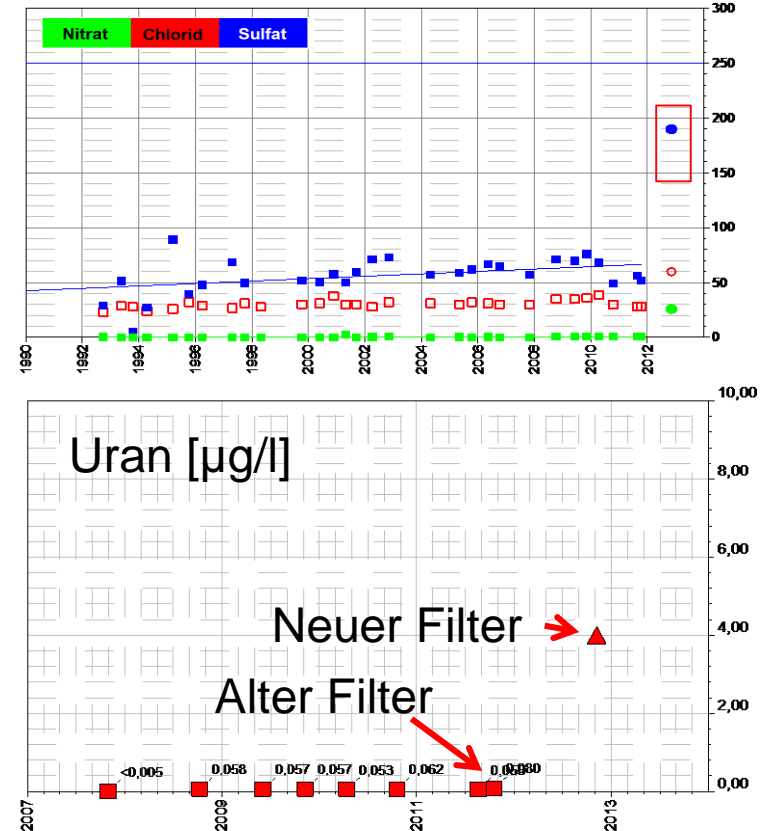 300
Nitrat Chlorid Sulfat
250
200
150
100
50
0
1990 1992 1994 1996 1998 2000 2002 2004 2006 2008 2010 2012
10,00
Uran [µg/l]
8,00
6,00
Neuer Filter
4,00
Alter Filter
2,00
<0,005 0,058 0,057 0,057 0,053 0,062
0,00
2007 2009 2011 2013